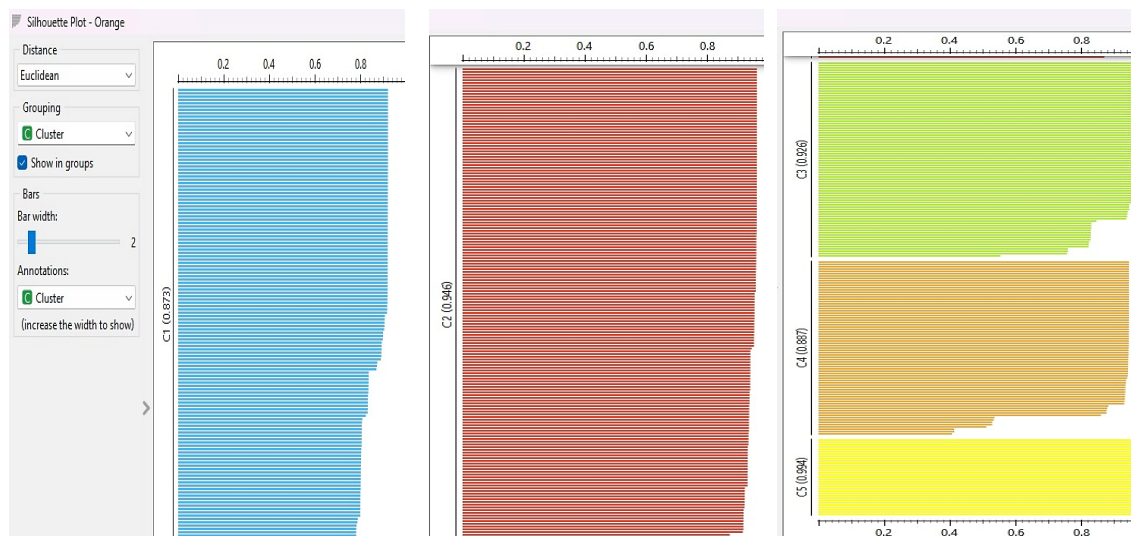 Silhouette Plot - Orange
Distance
Euclidean
Grouping
C Cluster
Show in groups
Bars
Bar width:
2
Annotations:
C Cluster
(increase the width to show)
0.2 0.4 0.6 0.8
C1 (0.873)
0.2 0.4 0.6 0.8
C2 (0.946)
0.2 0.4 0.6 0.8
C3 (0.926)
C4 (0.887)
C5 (0.994)
0.2 0.4 0.6 0.8